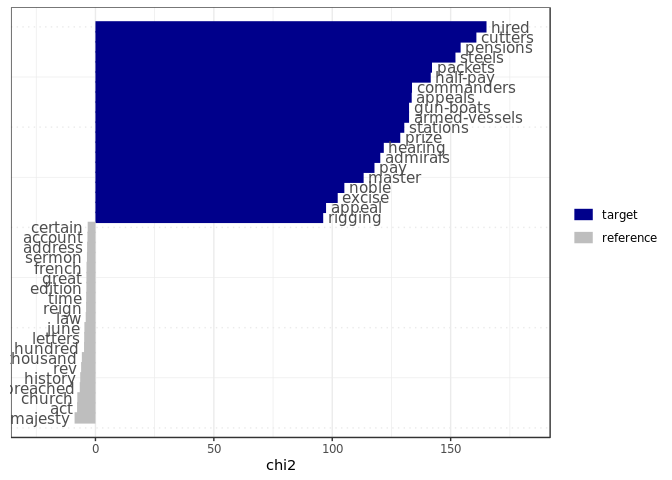 hired
cutters
pensions
steels
packets
half-pay
commanders
appeals
gun-boats
armed-vessels
stations
prize
hearing
admirals
pay
master
noble
excise
appeal
rigging
certain
account
address
sermon
french
great
edition
time
reign
law
june
letters
hundred
thousand
rev
history
preached
church
act
majesty
0 50 100 150
chi2
target
reference